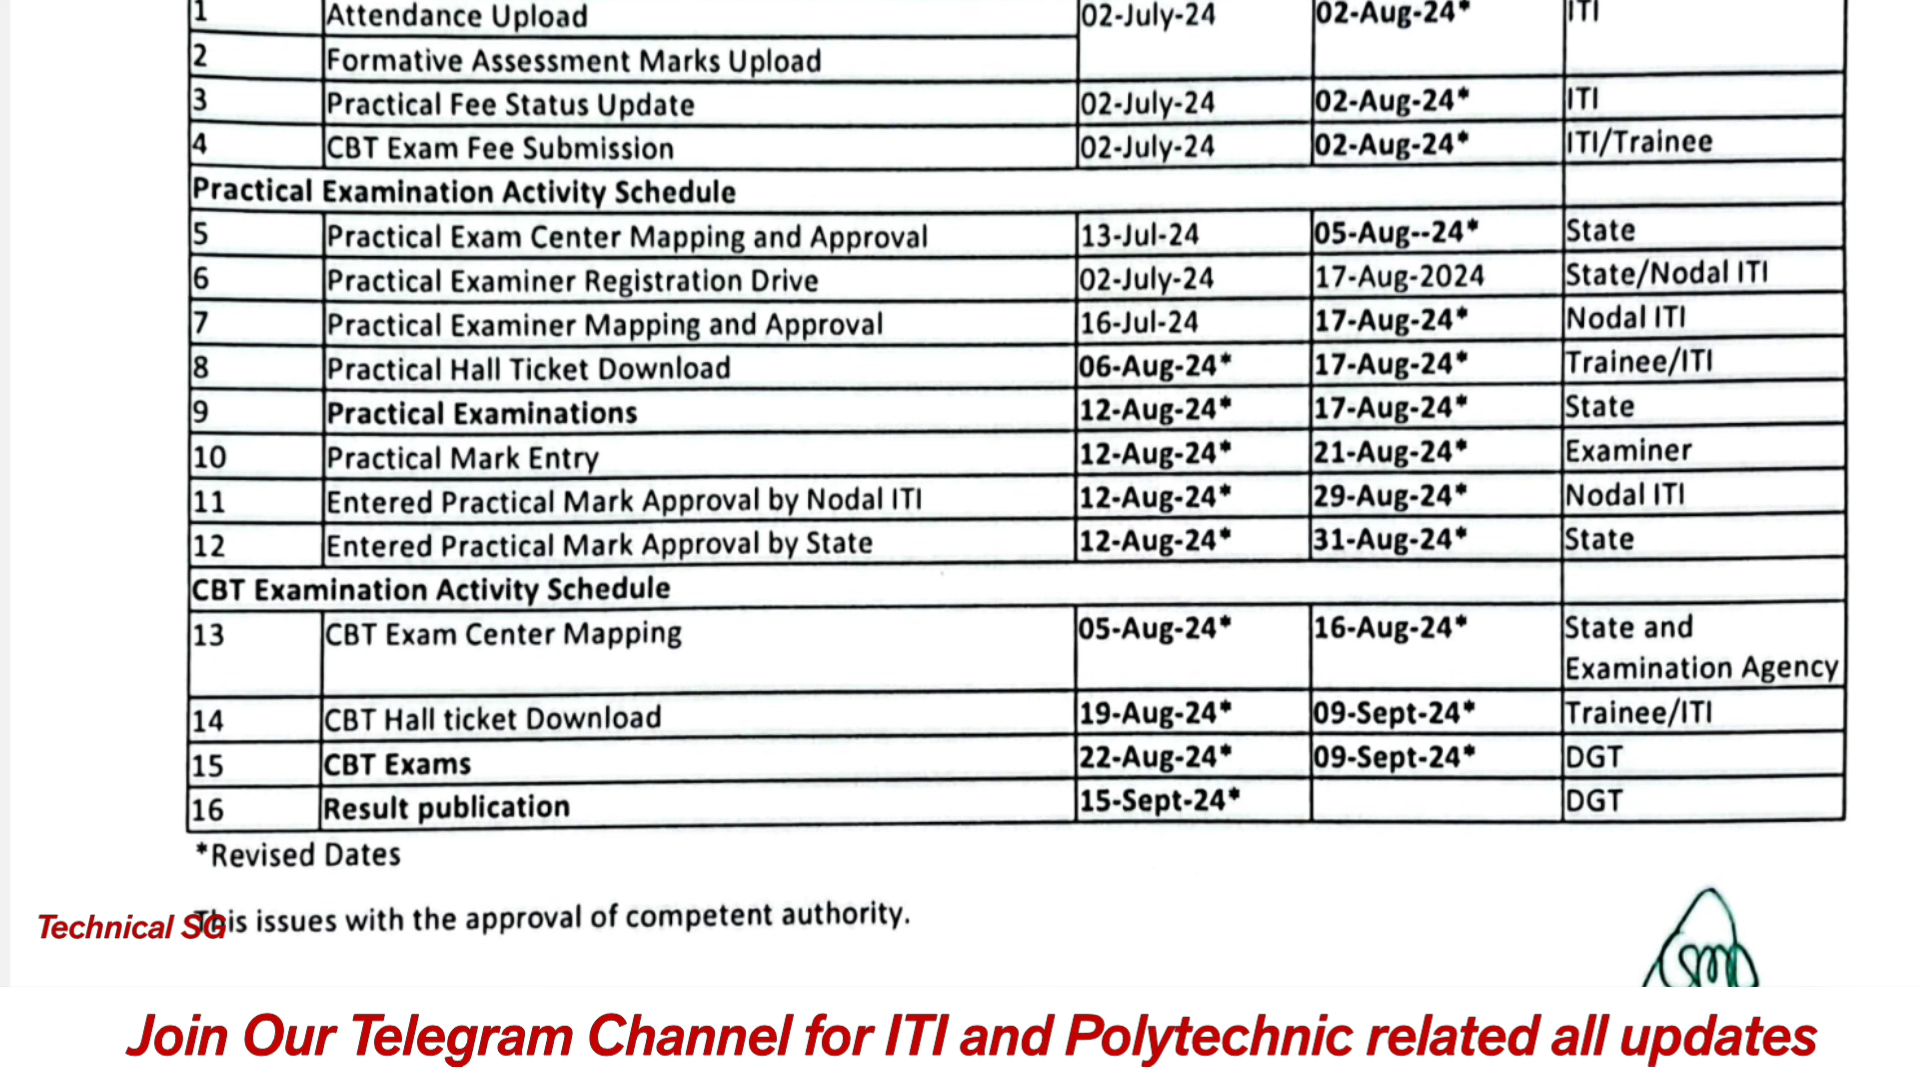 1 Attendance Upload 02-July-24 02-Aug-24* ITI
2 Formative Assessment Marks Upload
3 Practical Fee Status Update 02-July-24 02-Aug-24* ITI
4 CBT Exam Fee Submission 02-July-24 02-Aug-24* ITI/Trainee
Practical Examination Activity Schedule
5 Practical Exam Center Mapping and Approval 13-Jul-24 05-Aug--24* State
6 Practical Examiner Registration Drive 02-July-24 17-Aug-2024 State/Nodal ITI
7 Practical Examiner Mapping and Approval 16-Jul-24 17-Aug-24* Nodal ITI
8 Practical Hall Ticket Download 06-Aug-24* 17-Aug-24* Trainee/ITI
9 Practical Examinations 12-Aug-24* 17-Aug-24* State
10 Practical Mark Entry 12-Aug-24* 21-Aug-24* Examiner
11 Entered Practical Mark Approval by Nodal ITI 12-Aug-24* 29-Aug-24* Nodal ITI
12 Entered Practical Mark Approval by State 12-Aug-24* 31-Aug-24* State
CBT Examination Activity Schedule
13 CBT Exam Center Mapping 05-Aug-24* 16-Aug-24* State and
Examination Agency
14 CBT Hall ticket Download 19-Aug-24* 09-Sept-24* Trainee/ITI
15 CBT Exams 22-Aug-24* 09-Sept-24* DGT
16 Result publication 15-Sept-24* DGT
*Revised Dates
This issues with the approval of competent authority.
Technical SG
Join Our Telegram Channel for ITI and Polytechnic related all updates